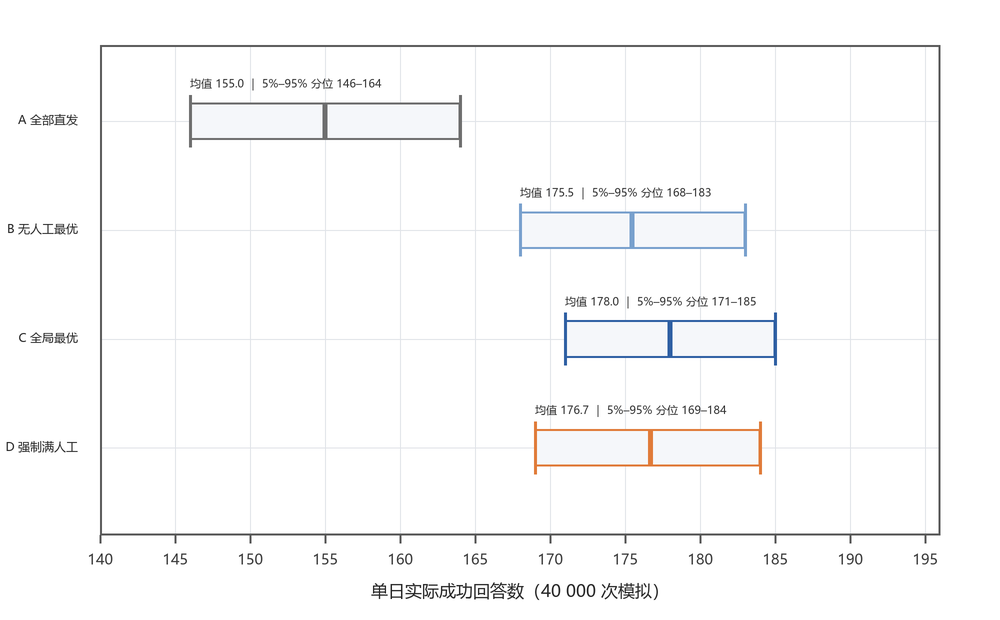 均值 155.0 | 5%–95% 分位 146–164
A 全部直发
均值 175.5 | 5%–95% 分位 168–183
B 无人工最优
均值 178.0 | 5%–95% 分位 171–185
C 全局最优
均值 176.7 | 5%–95% 分位 169–184
D 强制满人工
140 145 150 155 160 165 170 175 180 185 190 195
单日实际成功回答数（40 000 次模拟）